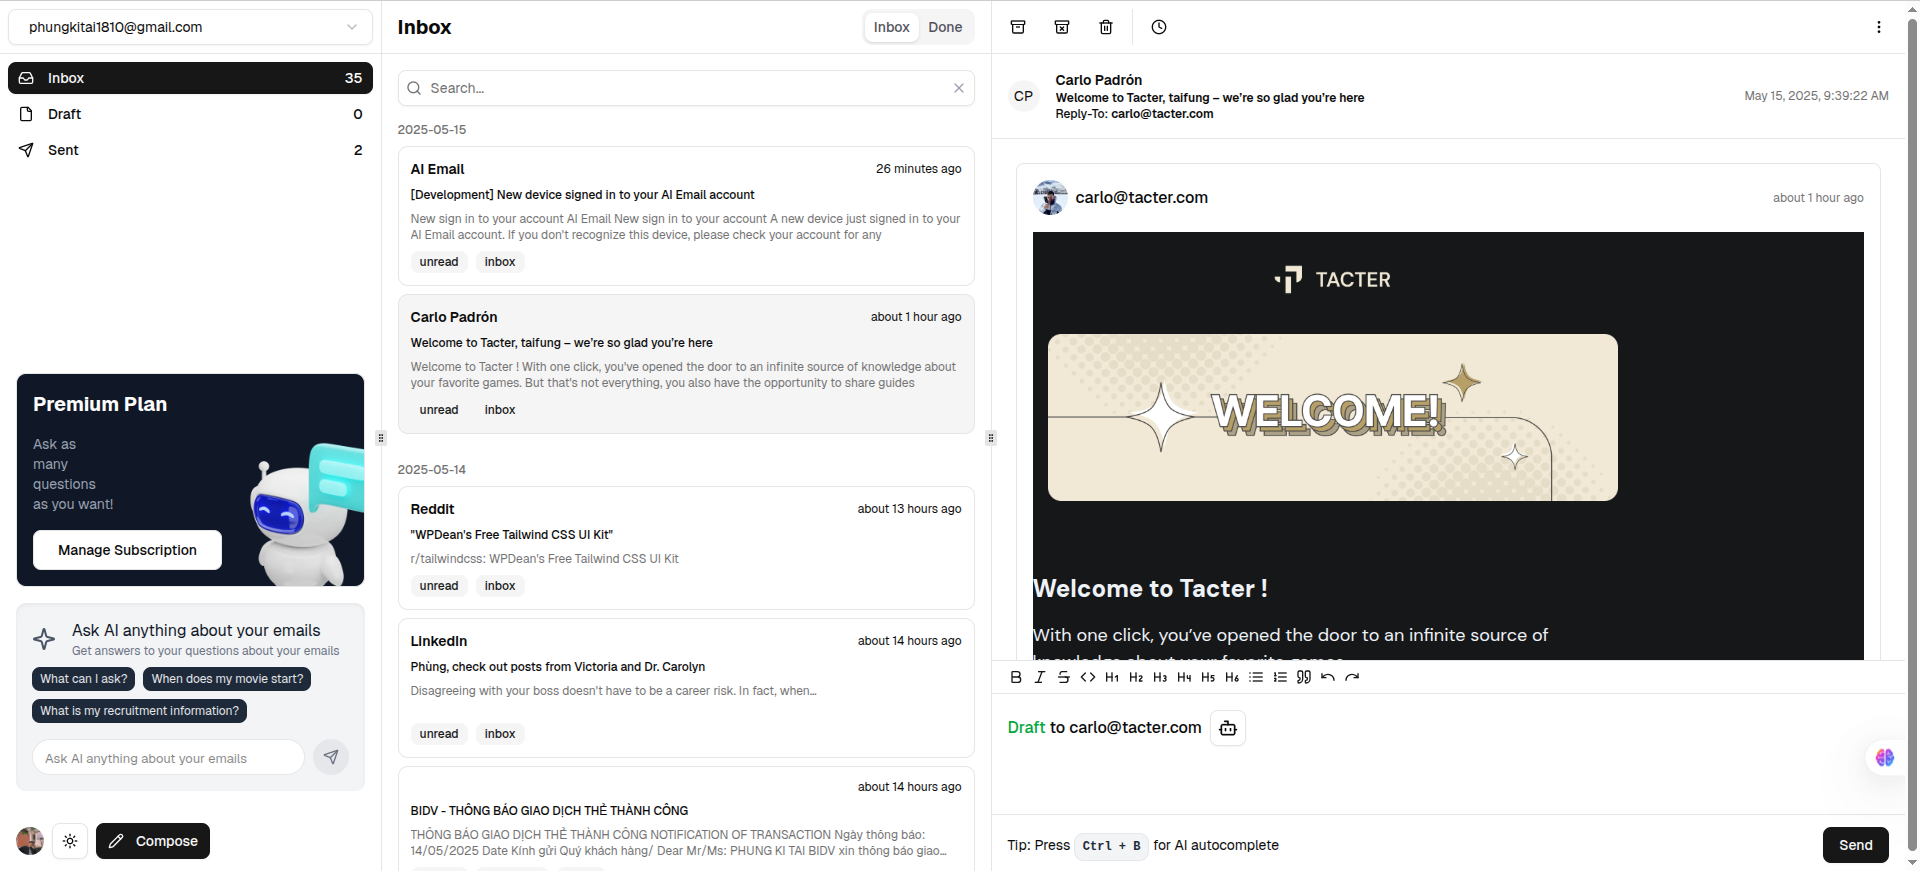 phungkitai1810@gmail.com
Inbox 35
Draft 0
Sent 2
Premium Plan
Ask as
many
questions
as you want!
Manage Subscription
Ask AI anything about your emails
Get answers to your questions about your emails
What can I ask? When does my movie start?
What is my recruitment information?
Ask AI anything about your emails
Compose
Inbox
Inbox Done
Search...
2025-05-15
AI Email 26 minutes ago
[Development] New device signed in to your AI Email account
New sign in to your account AI Email New sign in to your account A new device just signed in to your
AI Email account. If you don't recognize this device, please check your account for any
unread inbox
Carlo Padrón about 1 hour ago
Welcome to Tacter, taifung – we're so glad you're here
Welcome to Tacter ! With one click, you've opened the door to an infinite source of knowledge about
your favorite games. But that's not everything, you also have the opportunity to share guides
unread inbox
2025-05-14
Reddit about 13 hours ago
"WPDean's Free Tailwind CSS UI Kit"
r/tailwindcss: WPDean's Free Tailwind CSS UI Kit
unread inbox
LinkedIn about 14 hours ago
Phùng, check out posts from Victoria and Dr. Carolyn
Disagreeing with your boss doesn't have to be a career risk. In fact, when...
unread inbox
about 14 hours ago
BIDV - THÔNG BÁO GIAO DỊCH THẺ THÀNH CÔNG
THÔNG BÁO GIAO DỊCH THẺ THÀNH CÔNG NOTIFICATION OF TRANSACTION Ngày thông báo:
14/05/2025 Date Kính gửi Quý khách hàng/ Dear Mr/Ms: PHUNG KI TAI BIDV xin thông báo giao...
CP
Carlo Padrón
Welcome to Tacter, taifung – we're so glad you're here
Reply-To: carlo@tacter.com
May 15, 2025, 9:39:22 AM
carlo@tacter.com about 1 hour ago
TACTER
WELCOME!
Welcome to Tacter !
With one click, you've opened the door to an infinite source of
knowledge about your favorite games.
B I S <> H1 H2 H3 H4 H5 H6
Draft to carlo@tacter.com
Tip: Press Ctrl + B for AI autocomplete
Send